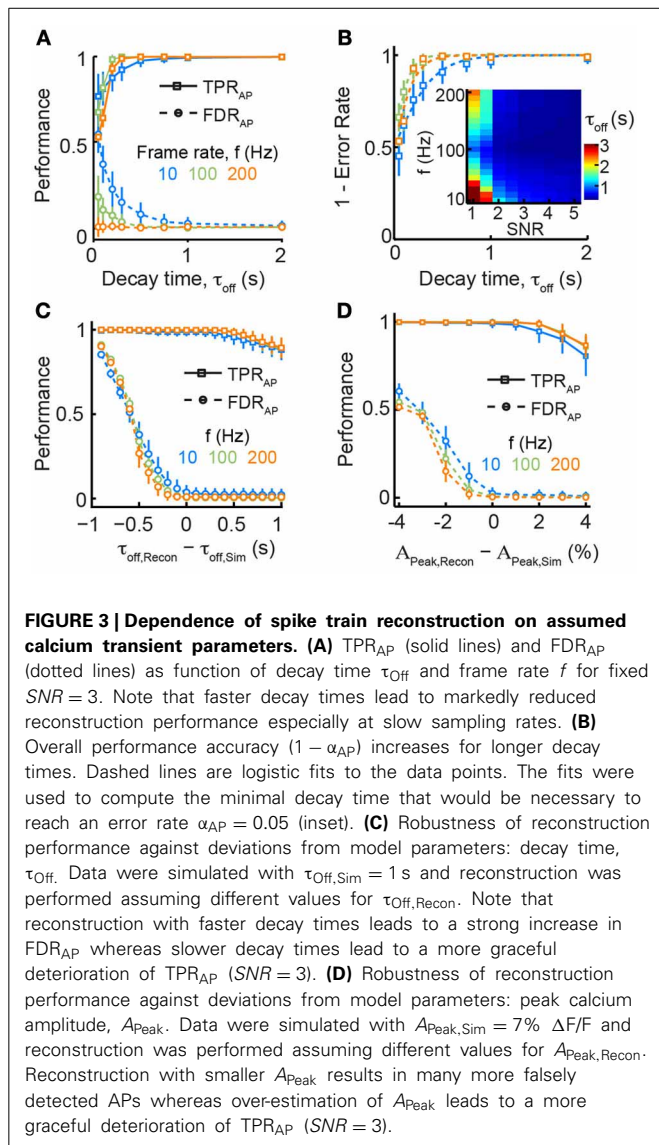 A
Performance
1
0.5
0
0
1
2
Decay time, τoff (s)
TPR_AP
FDR_AP
Frame rate, f (Hz)
10 100 200
B
1 - Error Rate
1
0.5
0
0
1
2
Decay time, τoff (s)
f (Hz)
200
100
10
1 2 3 4 5
SNR
τoff (s)
3
2
1
C
Performance
1
0.5
0
-1 -0.5 0 0.5 1
τoff,Recon − τoff,Sim (s)
TPR_AP
FDR_AP
f (Hz)
10 100 200
D
Performance
1
0.5
0
-4 -2 0 2 4
A_Peak,Recon − A_Peak,Sim (%)
TPR_AP
FDR_AP
f (Hz)
10 100 200
FIGURE 3 | Dependence of spike train reconstruction on assumed
calcium transient parameters. (A) TPR_AP (solid lines) and FDR_AP
(dotted lines) as function of decay time τ_Off and frame rate f for fixed
SNR = 3. Note that faster decay times lead to markedly reduced
reconstruction performance especially at slow sampling rates. (B)
Overall performance accuracy (1 − α_AP) increases for longer decay
times. Dashed lines are logistic fits to the data points. The fits were
used to compute the minimal decay time that would be necessary to
reach an error rate α_AP = 0.05 (inset). (C) Robustness of reconstruction
performance against deviations from model parameters: decay time,
τ_Off. Data were simulated with τ_Off,Sim = 1 s and reconstruction was
performed assuming different values for τ_Off,Recon. Note that
reconstruction with faster decay times leads to a strong increase in
FDR_AP whereas slower decay times lead to a more graceful
deterioration of TPR_AP (SNR = 3). (D) Robustness of reconstruction
performance against deviations from model parameters: peak calcium
amplitude, A_Peak. Data were simulated with A_Peak,Sim = 7% ΔF/F and
reconstruction was performed assuming different values for A_Peak,Recon.
Reconstruction with smaller A_Peak results in many more falsely
detected APs whereas over-estimation of A_Peak leads to a more
graceful deterioration of TPR_AP (SNR = 3).